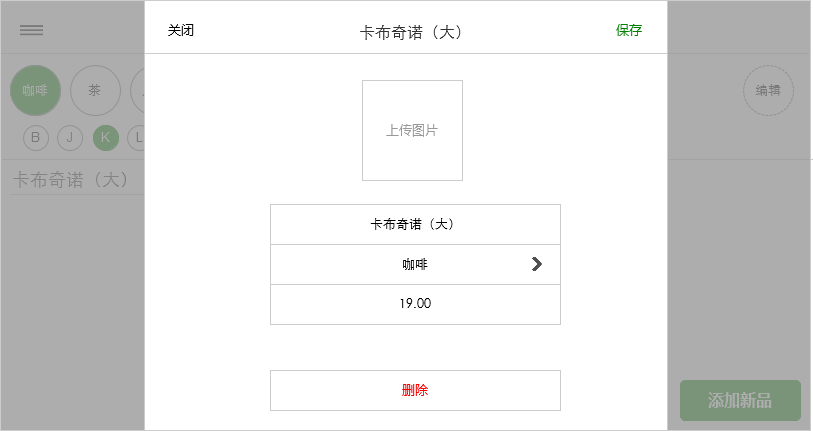 关闭
卡布奇诺（大）
保存
咖啡
茶
编辑
B
J
K
L
上传图片
卡布奇诺（大）
卡布奇诺（大）
咖啡
19.00
删除
添加新品